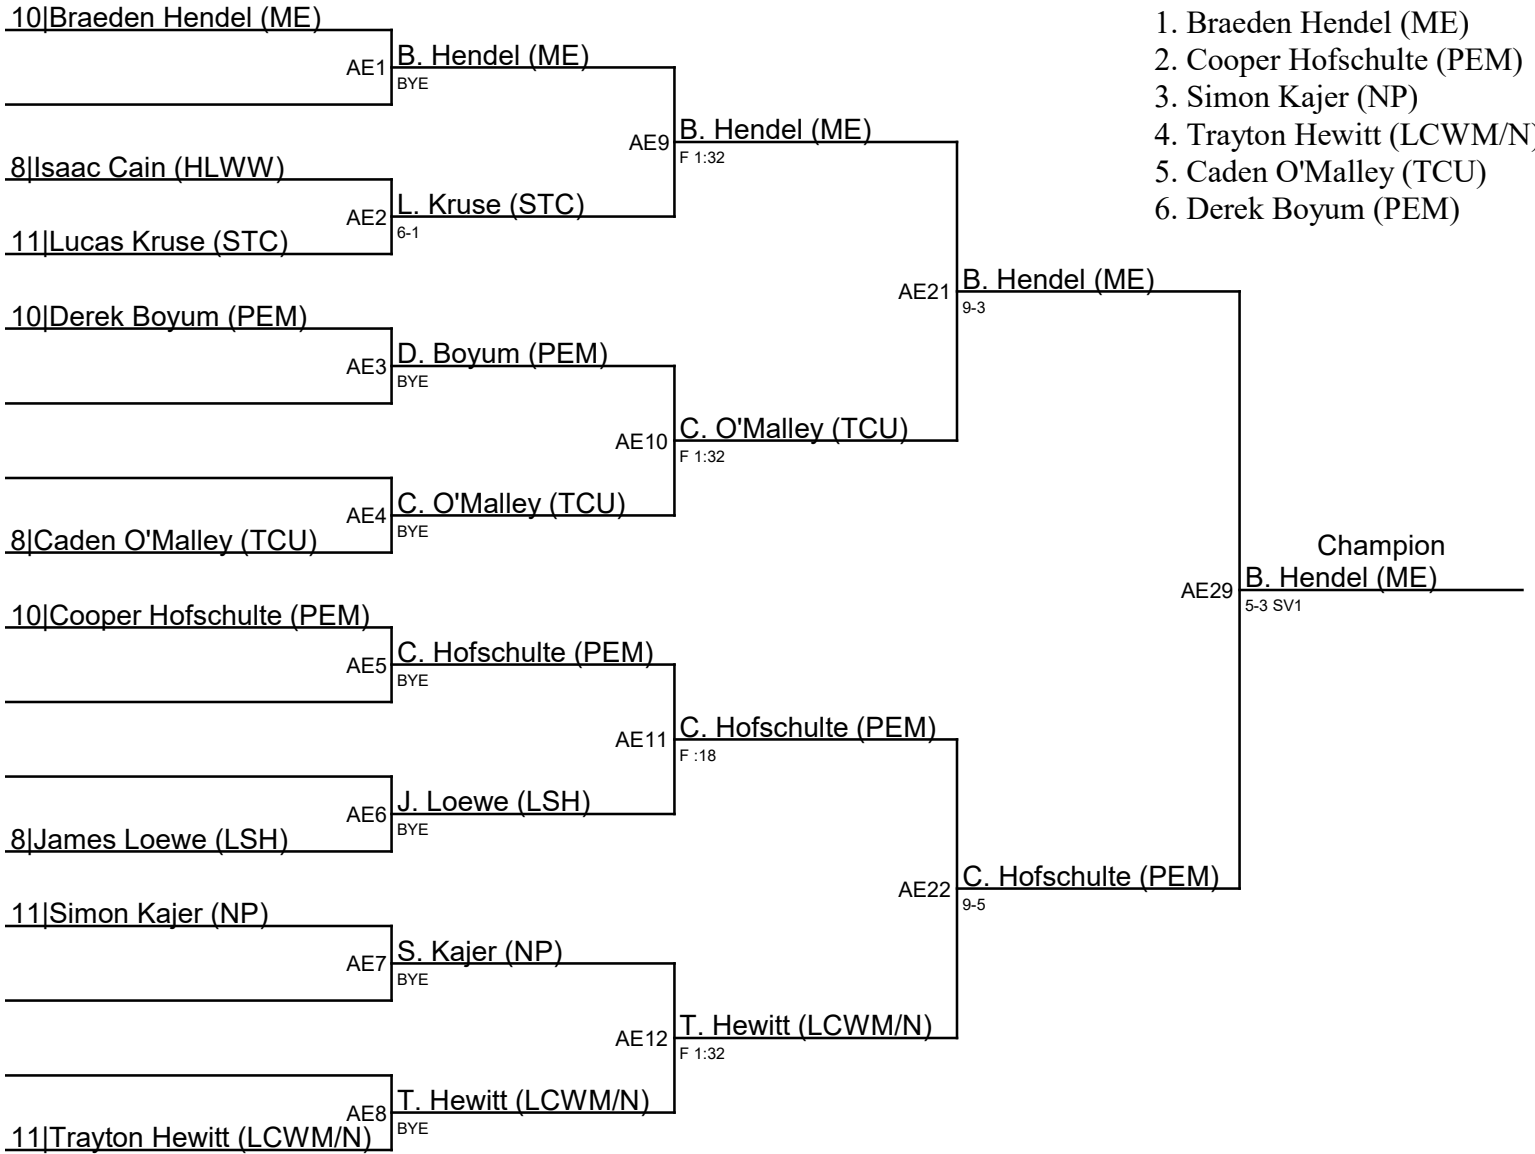 10|Braeden Hendel (ME)
AE1
B. Hendel (ME)
BYE
AE9
B. Hendel (ME)
F 1:32
8|Isaac Cain (HLWW)
AE2
L. Kruse (STC)
6-1
11|Lucas Kruse (STC)
AE21
B. Hendel (ME)
9-3
10|Derek Boyum (PEM)
AE3
D. Boyum (PEM)
BYE
AE10
C. O'Malley (TCU)
F 1:32
AE4
C. O'Malley (TCU)
BYE
8|Caden O'Malley (TCU)
Champion
AE29
B. Hendel (ME)
5-3 SV1
10|Cooper Hofschulte (PEM)
AE5
C. Hofschulte (PEM)
BYE
AE11
C. Hofschulte (PEM)
F :18
AE6
J. Loewe (LSH)
BYE
8|James Loewe (LSH)
AE22
C. Hofschulte (PEM)
9-5
11|Simon Kajer (NP)
AE7
S. Kajer (NP)
BYE
AE12
T. Hewitt (LCWM/N)
F 1:32
AE8
T. Hewitt (LCWM/N)
BYE
11|Trayton Hewitt (LCWM/N)
1. Braeden Hendel (ME)
2. Cooper Hofschulte (PEM)
3. Simon Kajer (NP)
4. Trayton Hewitt (LCWM/N)
5. Caden O'Malley (TCU)
6. Derek Boyum (PEM)